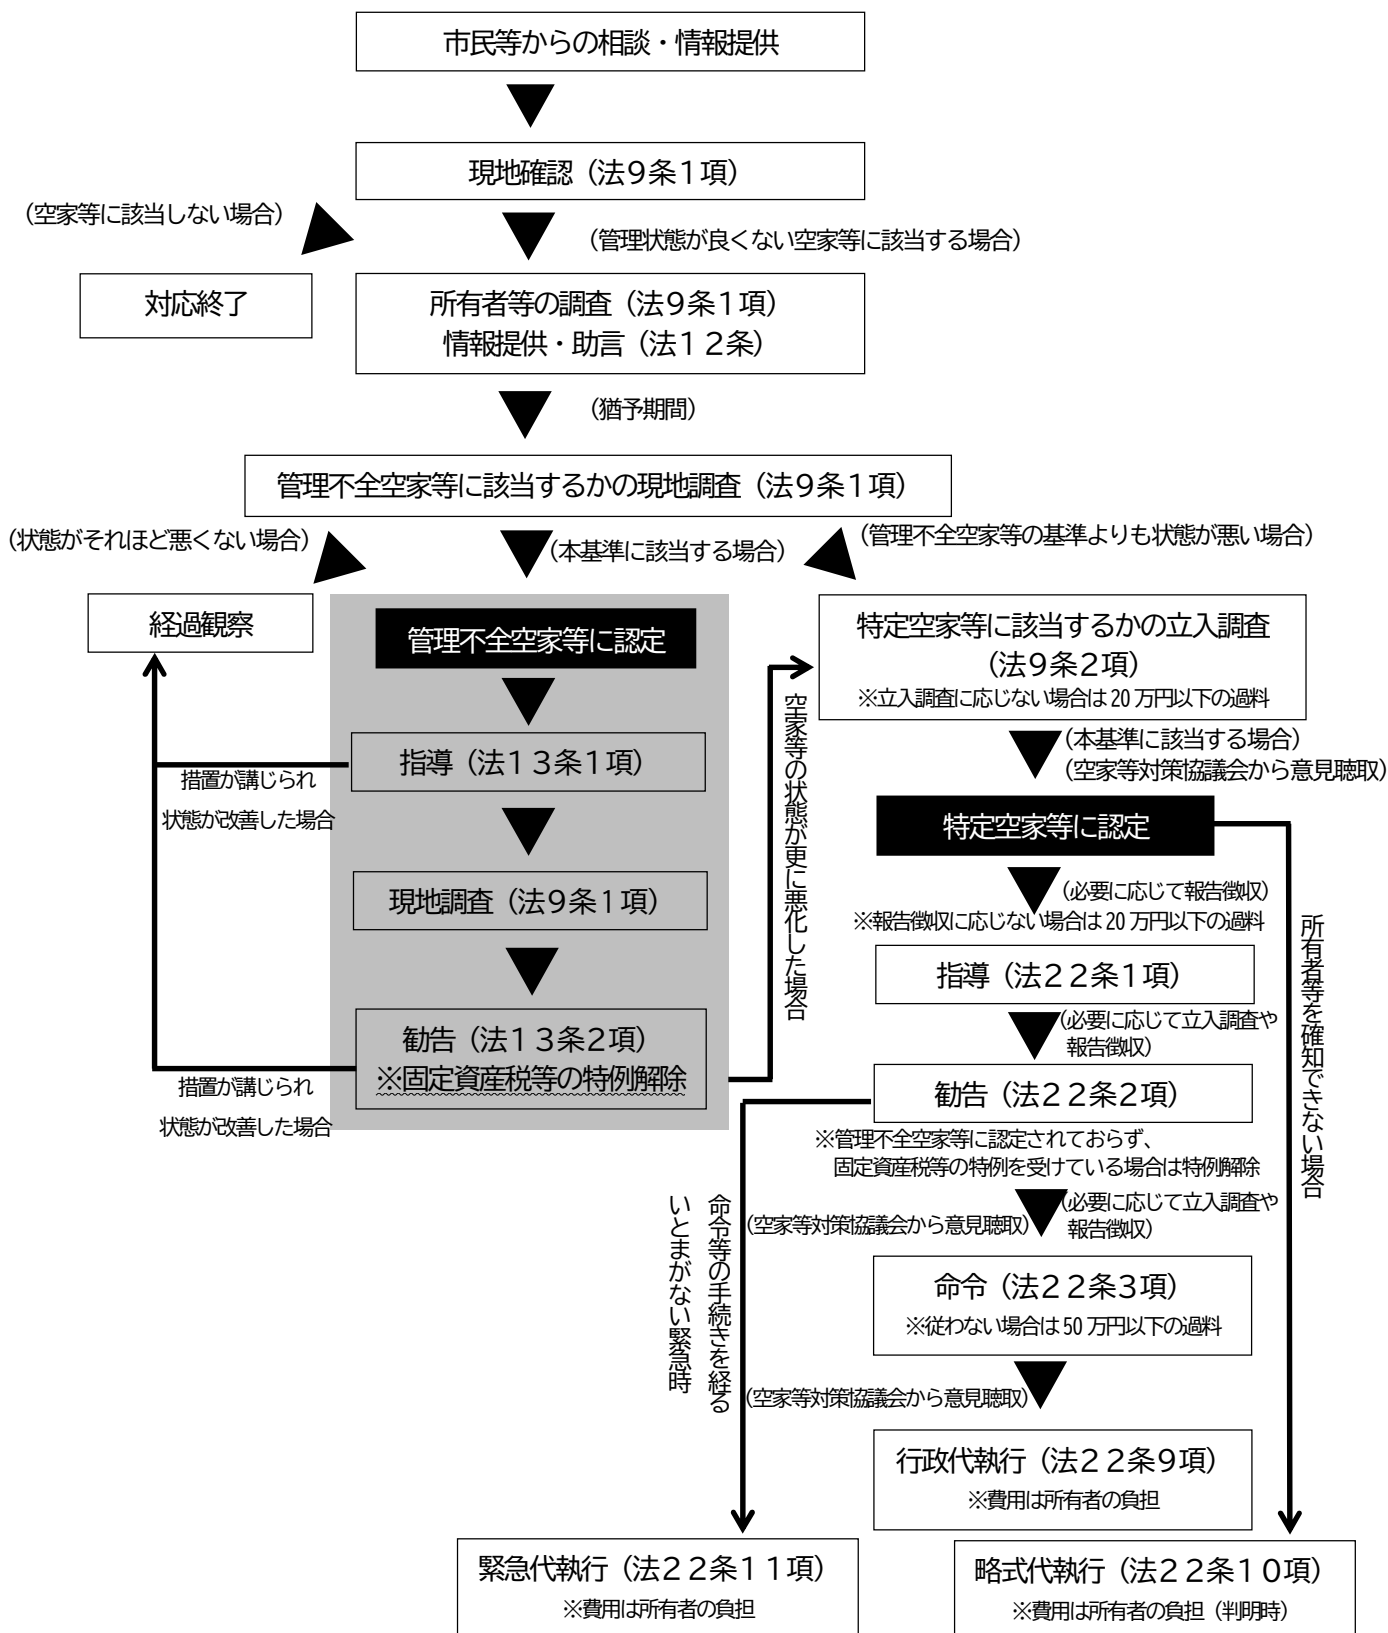 市民等からの相談・情報提供
現地確認（法９条１項）
（空家等に該当しない場合）
（管理状態が良くない空家等に該当する場合）
対応終了
所有者等の調査（法９条１項）
情報提供・助言（法１２条）
（猶予期間）
管理不全空家等に該当するかの現地調査（法９条１項）
（状態がそれほど悪くない場合）
（本基準に該当する場合）
（管理不全空家等の基準よりも状態が悪い場合）
経過観察
管理不全空家等に認定
特定空家等に該当するかの立入調査
（法９条２項）
※立入調査に応じない場合は 20 万円以下の過料
指導（法１３条１項）
措置が講じられ
状態が改善した場合
空家等の状態が更に悪化した場合
（本基準に該当する場合）
（空家等対策協議会から意見聴取）
特定空家等に認定
現地調査（法９条１項）
（必要に応じて報告徴収）
※報告徴収に応じない場合は 20 万円以下の過料
所有者等を確知できない場合
指導（法２２条１項）
（必要に応じて立入調査や
報告徴収）
勧告（法１３条２項）
※固定資産税等の特例解除
措置が講じられ
状態が改善した場合
勧告（法２２条２項）
※管理不全空家等に認定されておらず、
固定資産税等の特例を受けている場合は特例解除
命令等の手続きを経る
いとまがない緊急時
（空家等対策協議会から意見聴取）
（必要に応じて立入調査や
報告徴収）
命令（法２２条３項）
※従わない場合は 50 万円以下の過料
（空家等対策協議会から意見聴取）
行政代執行（法２２条９項）
※費用は所有者の負担
緊急代執行（法２２条１１項）
※費用は所有者の負担
略式代執行（法２２条１０項）
※費用は所有者の負担（判明時）